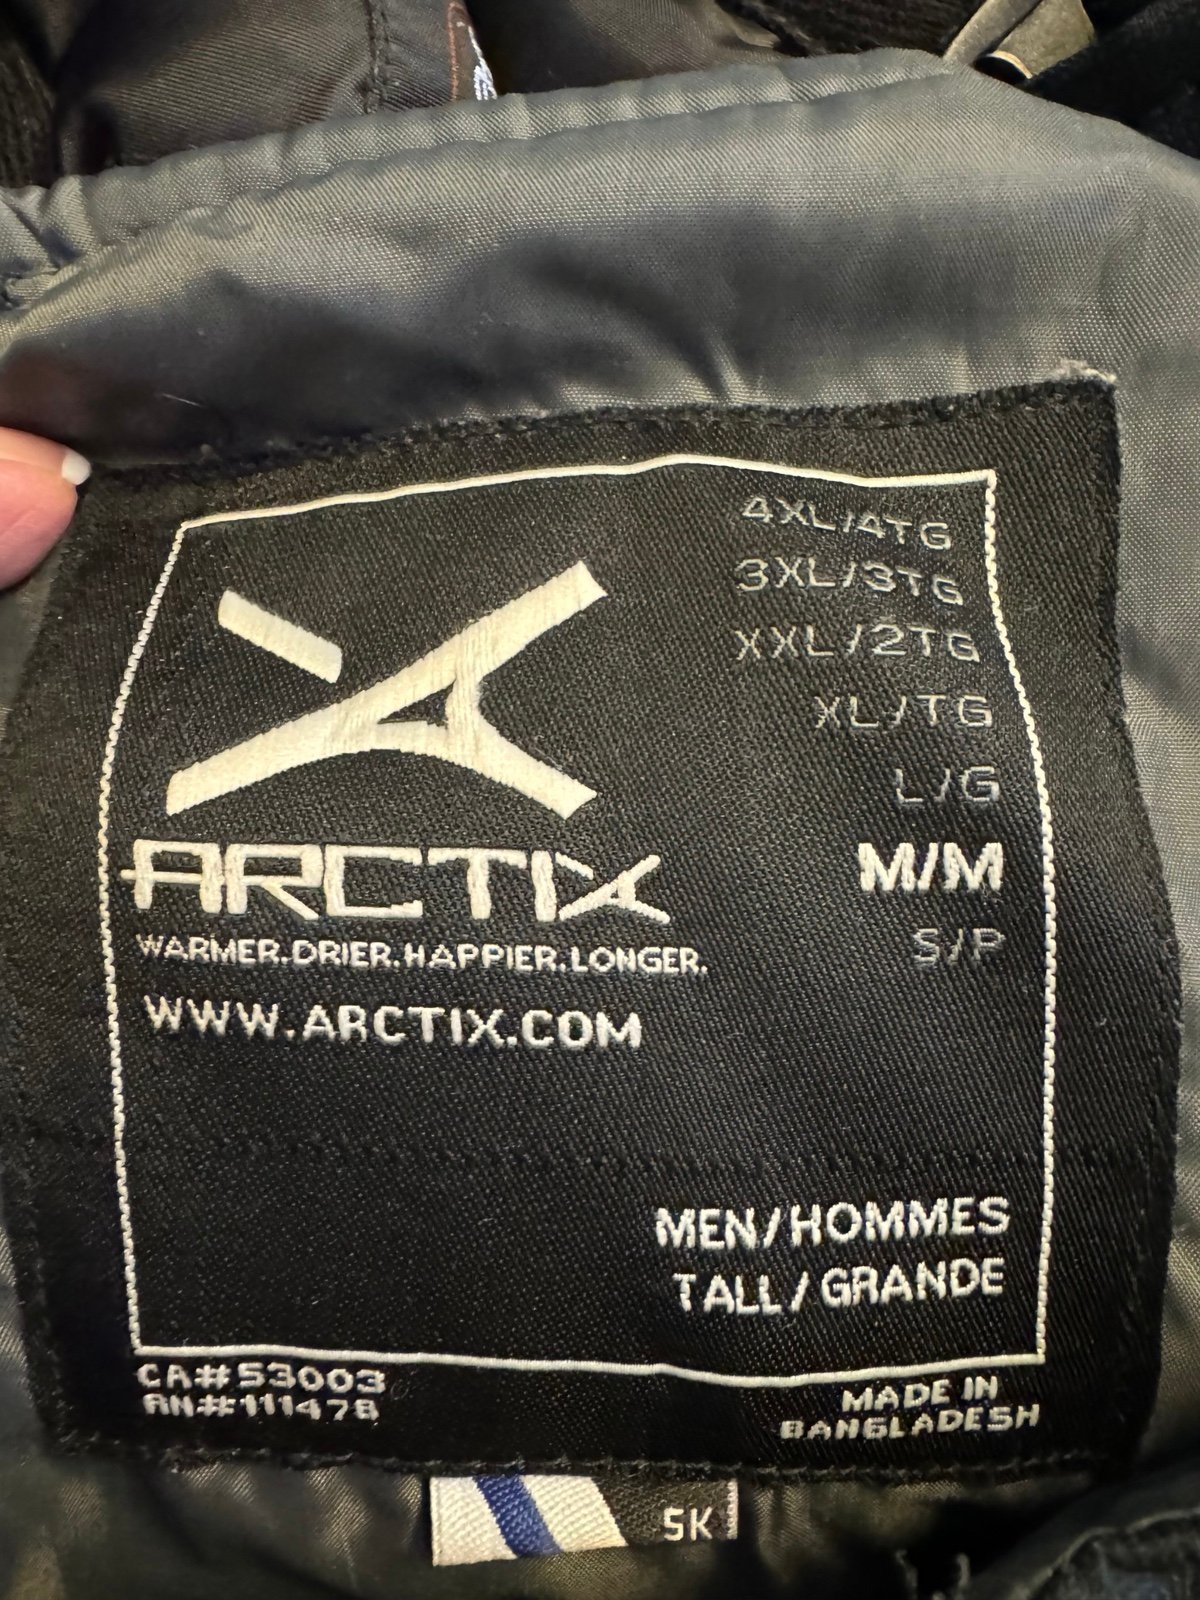 4XL/4TG
3XL/3TG
XXL/2TG
XL/TG
L/G
M/M
S/P
ARCTIX
WARMER.DRIER.HAPPIER.LONGER.
WWW.ARCTIX.COM
MEN/HOMMES
TALL/GRANDE
CA#53003
RN#111478
MADE IN
BANGLADESH
5K